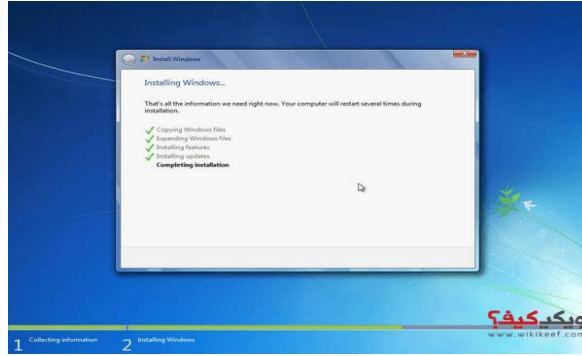 Install Windows
Installing Windows...
That's all the information we need right now. Your computer will restart several times during
installation.
Copying Windows files
Expanding Windows files
Installing features
Installing updates
Completing installation
ويكي كيف؟
www.wikikeef.com
1 Collecting information
2 Installing Windows